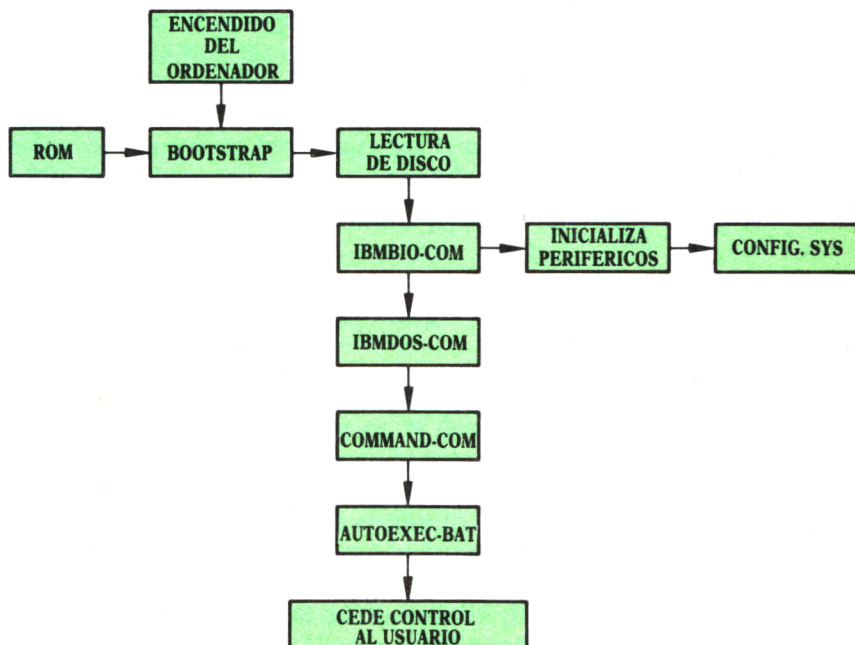 ENCENDIDO
DEL
ORDENADOR
ROM
BOOTSTRAP
LECTURA
DE DISCO
IBMBIO-COM
INICIALIZA
PERIFERICOS
CONFIG. SYS
IBMDOS-COM
COMMAND-COM
AUTOEXEC-BAT
CEDE CONTROL
AL USUARIO